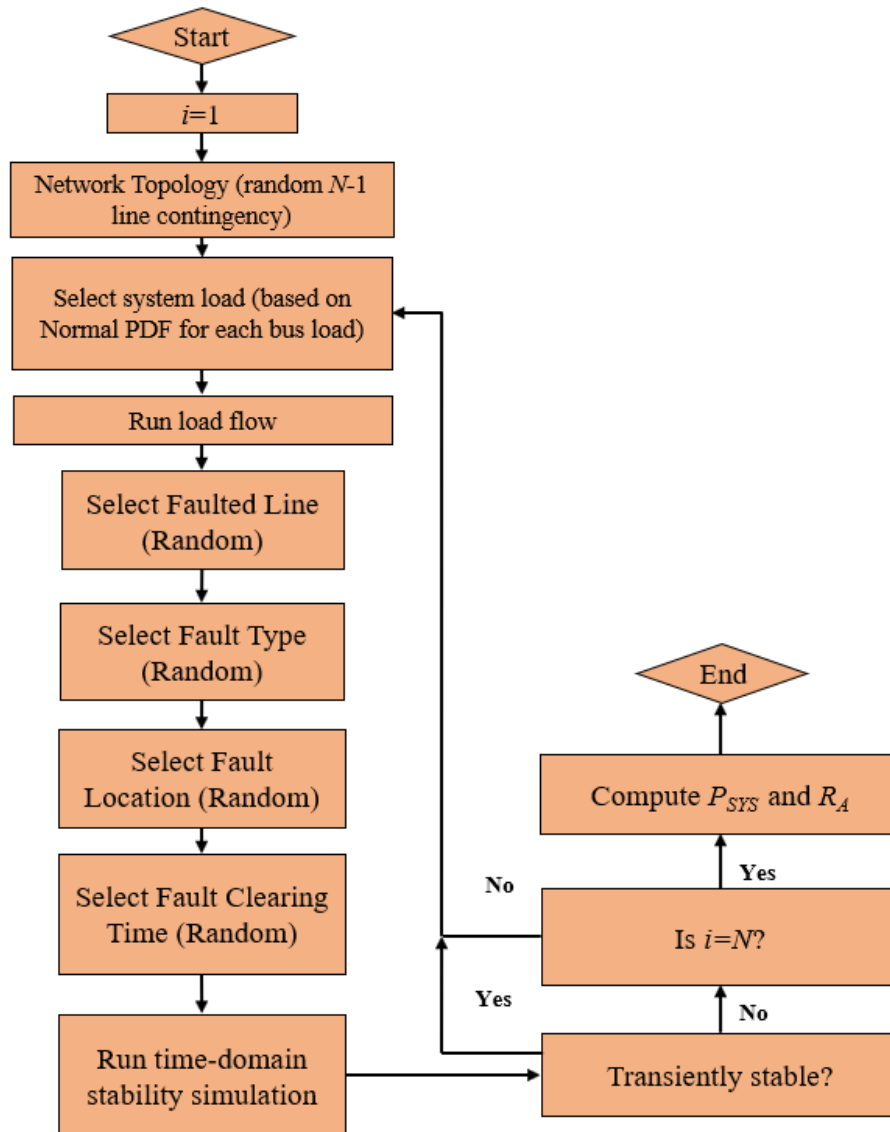 Start
i=1
Network Topology (random N-1
line contingency)
Select system load (based on
Normal PDF for each bus load)
Run load flow
Select Faulted Line
(Random)
Select Fault Type
(Random)
Select Fault
Location (Random)
Select Fault Clearing
Time (Random)
Run time-domain
stability simulation
Transiently stable?
Yes
No
Is i=N?
No
Yes
Compute PSYS and RA
End